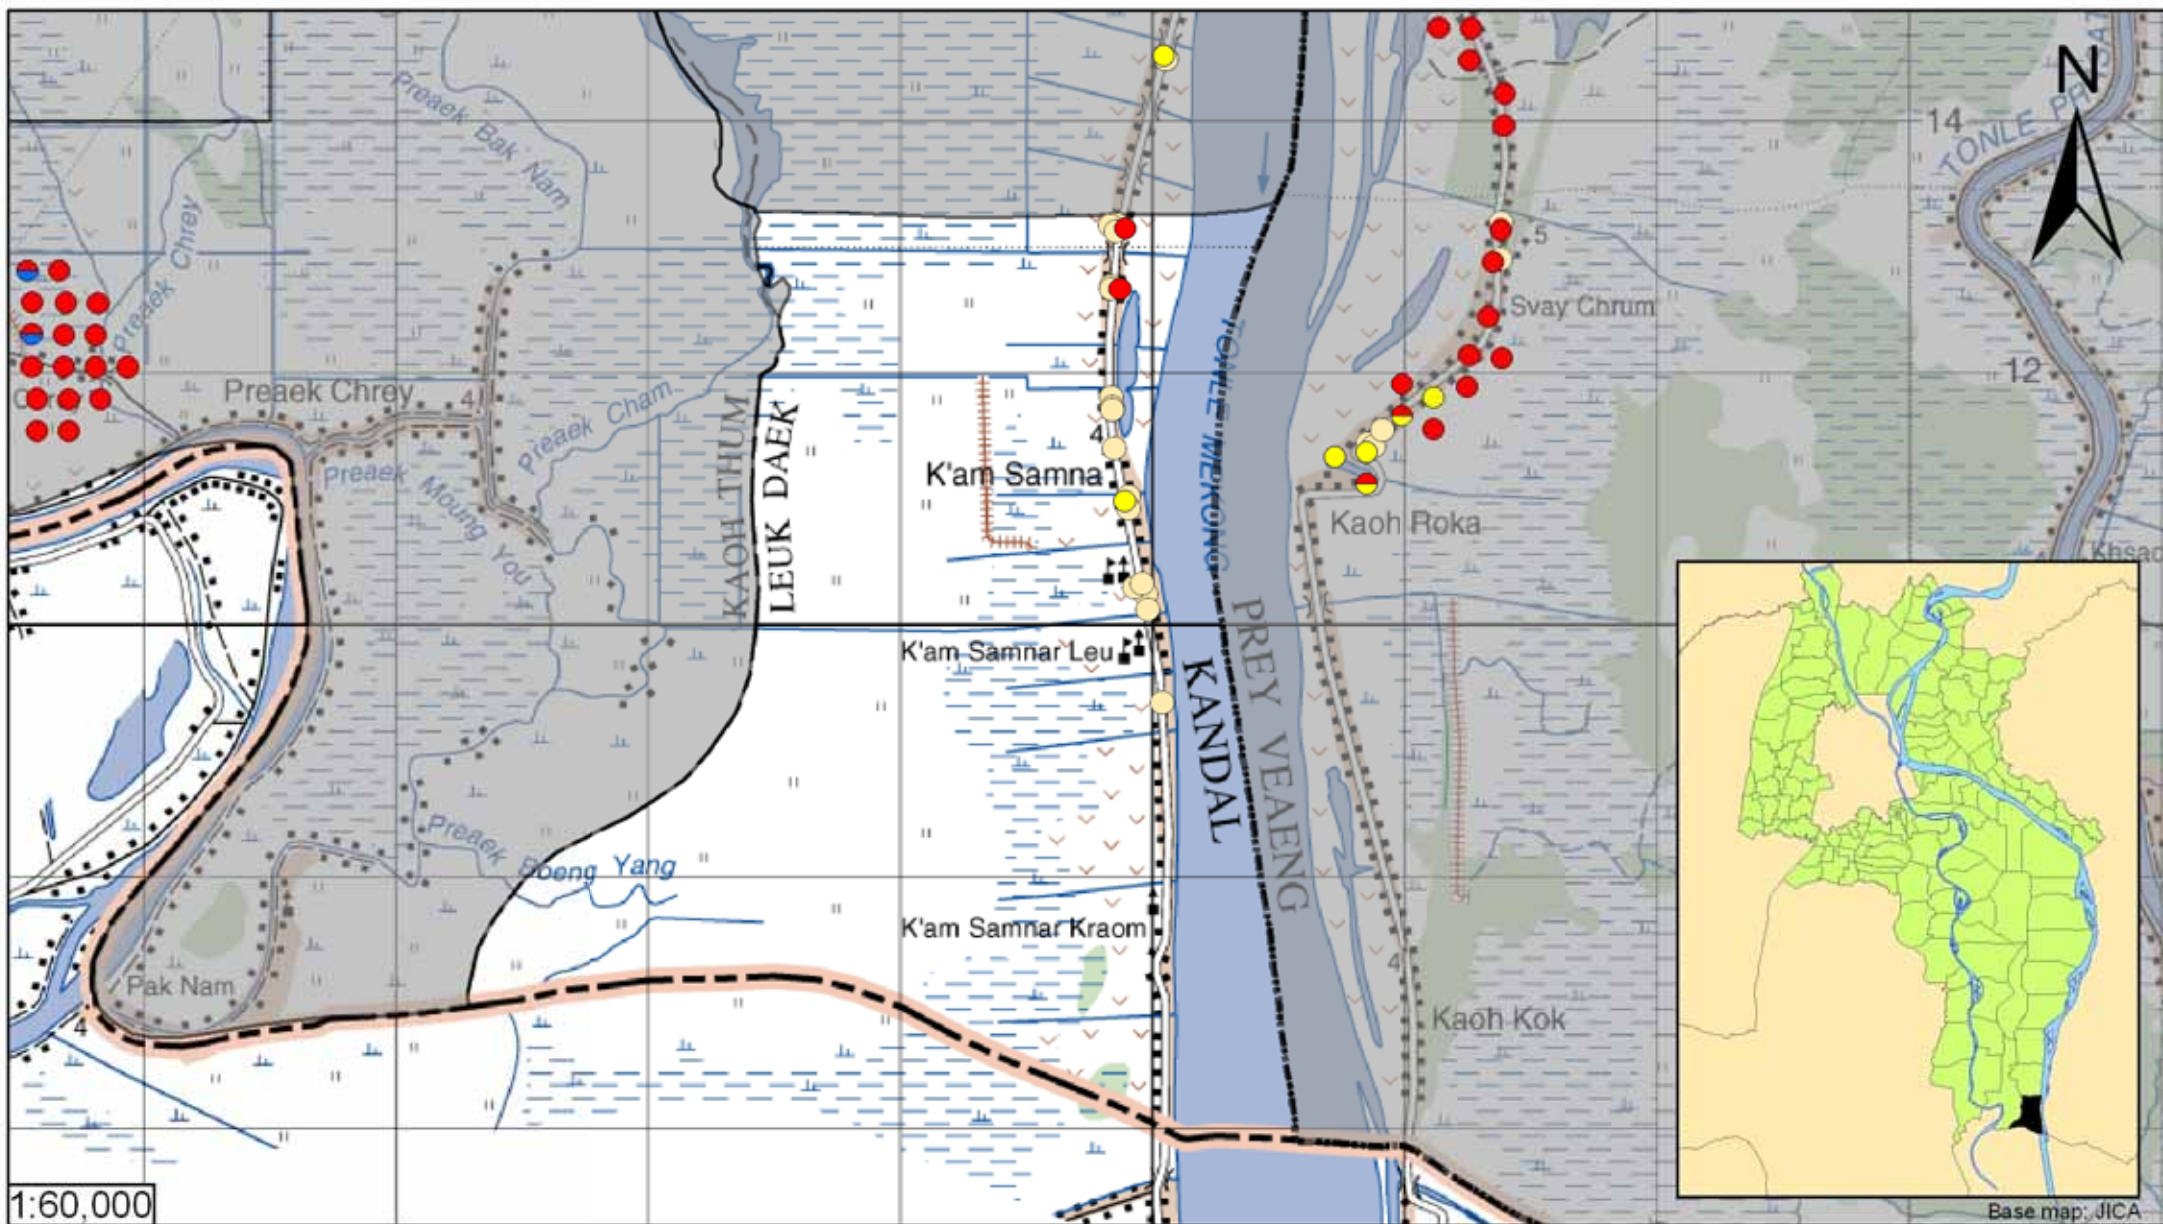 Preaek Bak Nam
N
14
TONLE PR
Preaek Chrey
5
Svay Chrum
12
Preaek Chrey
4
Preaek Cham
KAOH THUM
LEUK DAEK
4
TONLE MEKONG
K'am Samna
Preaek Moung You
Kaoh Roka
Khsac
K'am Samnar Leu
KANDAL
PREY VEAENG
Preaek Boeng Yang
K'am Samnar Kraom
4
Pak Nam
4
Kaoh Kok
1:60,000
Base map: JICA